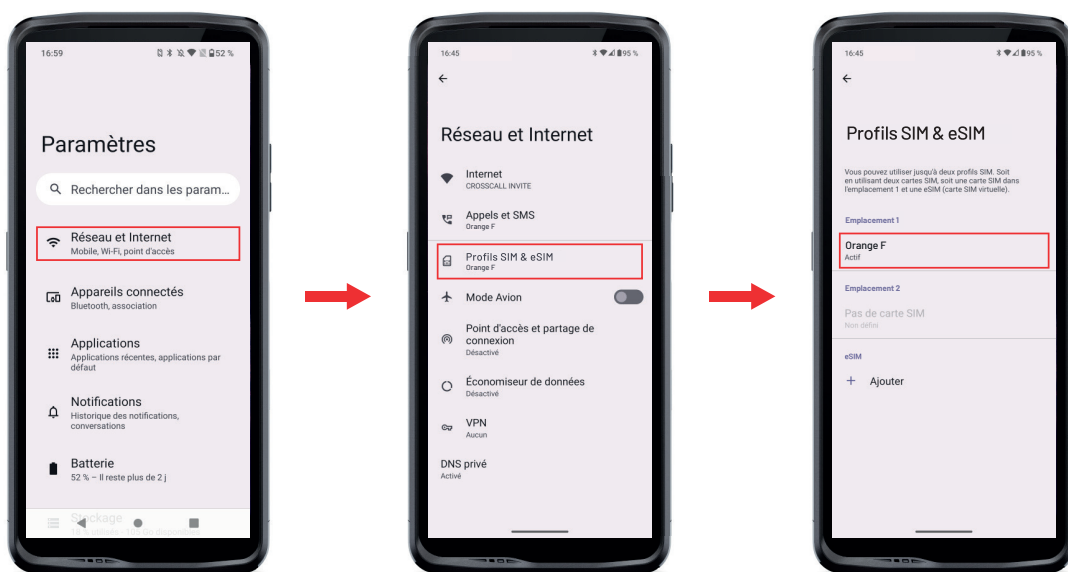 16:59
52 %
Paramètres
Rechercher dans les param...
Réseau et Internet
Mobile, Wi-Fi, point d'accès
Appareils connectés
Bluetooth, association
Applications
Applications récentes, applications par
défaut
Notifications
Historique des notifications,
conversations
Batterie
52 % – Il reste plus de 2 j
Stockage
16:45
95 %
Réseau et Internet
Internet
CROSSCALL INVITE
Appels et SMS
Orange F
Profils SIM & eSIM
Orange F
Mode Avion
Point d'accès et partage de
connexion
Désactivé
Économiseur de données
Désactivé
VPN
Aucun
DNS privé
Activé
16:45
95 %
Profils SIM & eSIM
Vous pouvez utiliser jusqu'à deux profils SIM. Soit
en utilisant deux cartes SIM, soit une carte SIM dans
l'emplacement 1 et une eSIM (carte SIM virtuelle).
Emplacement 1
Orange F
Actif
Emplacement 2
Pas de carte SIM
Non défini
eSIM
+ Ajouter